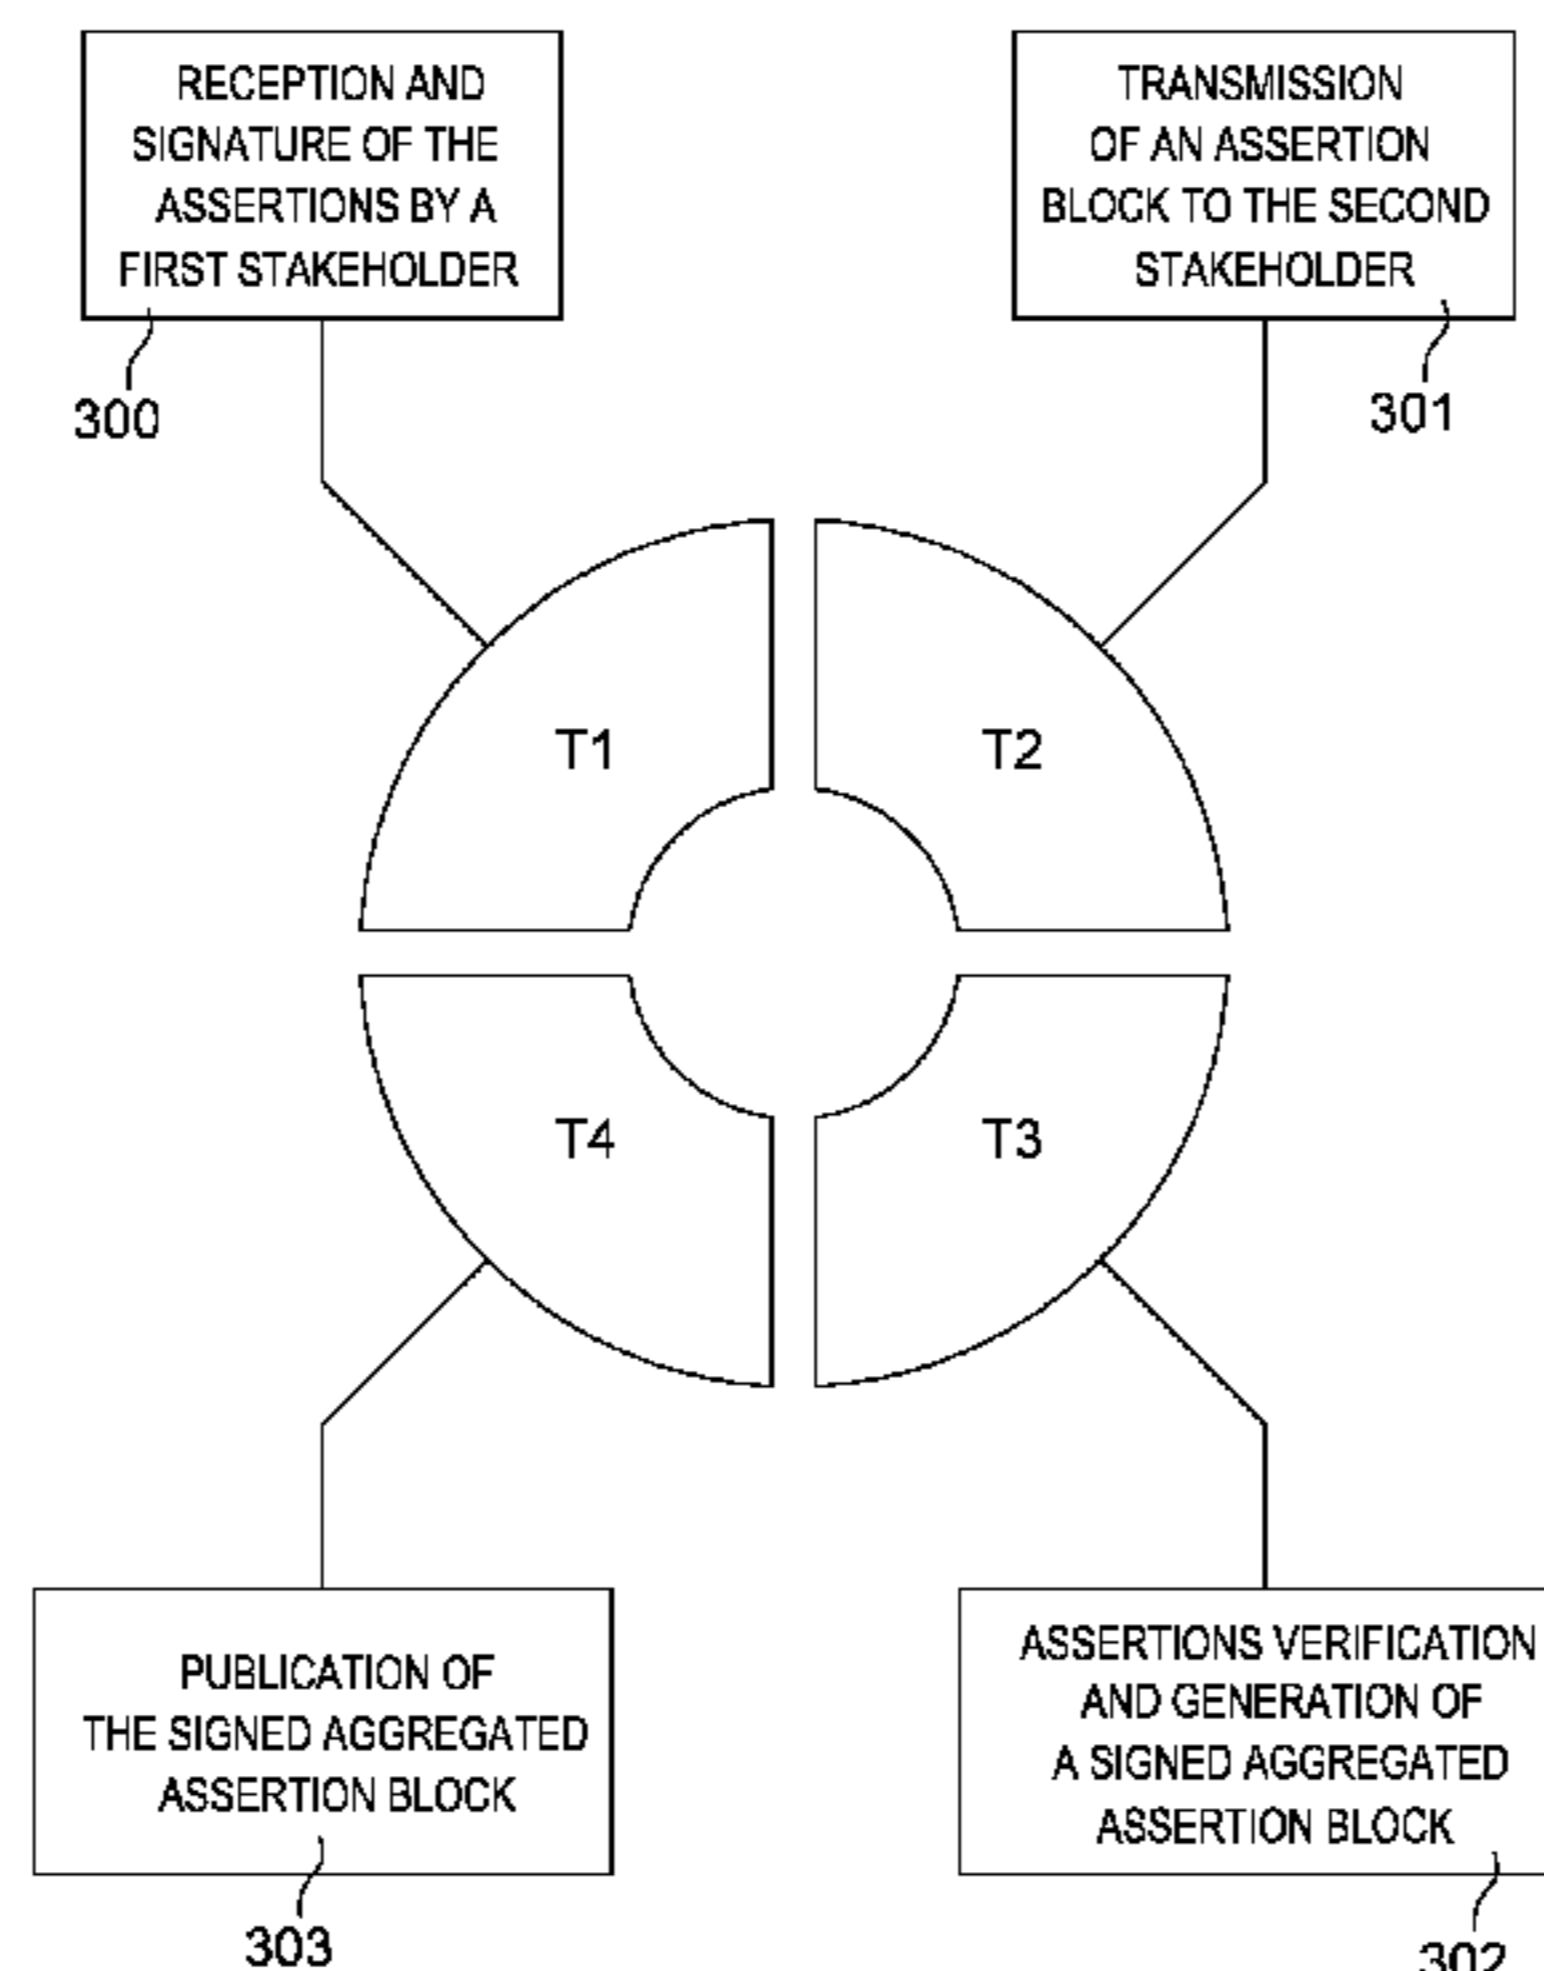 RECEPTION AND
SIGNATURE OF THE
ASSERTIONS BY A
FIRST STAKEHOLDER
300
TRANSMISSION
OF AN ASSERTION
BLOCK TO THE SECOND
STAKEHOLDER
301
T1
T2
T4
T3
PUBLICATION OF
THE SIGNED AGGREGATED
ASSERTION BLOCK
303
ASSERTIONS VERIFICATION
AND GENERATION OF
A SIGNED AGGREGATED
ASSERTION BLOCK
302